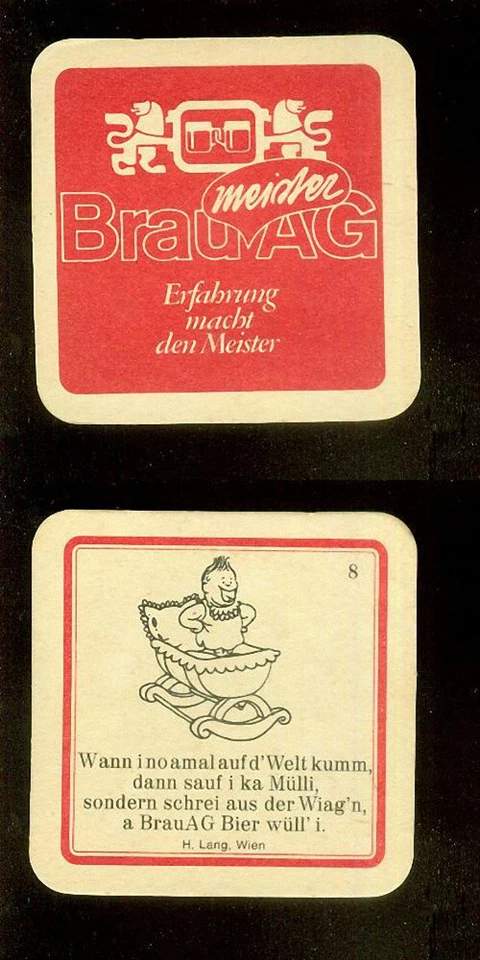 meister
BrauAG
Erfahrung
macht
den Meister
8
Wann i noamal auf d'Welt kumm,
dann sauf i ka Mülli,
sondern schrei aus der Wiag'n,
a BrauAG Bier wüll' i.
H. Lang, Wien